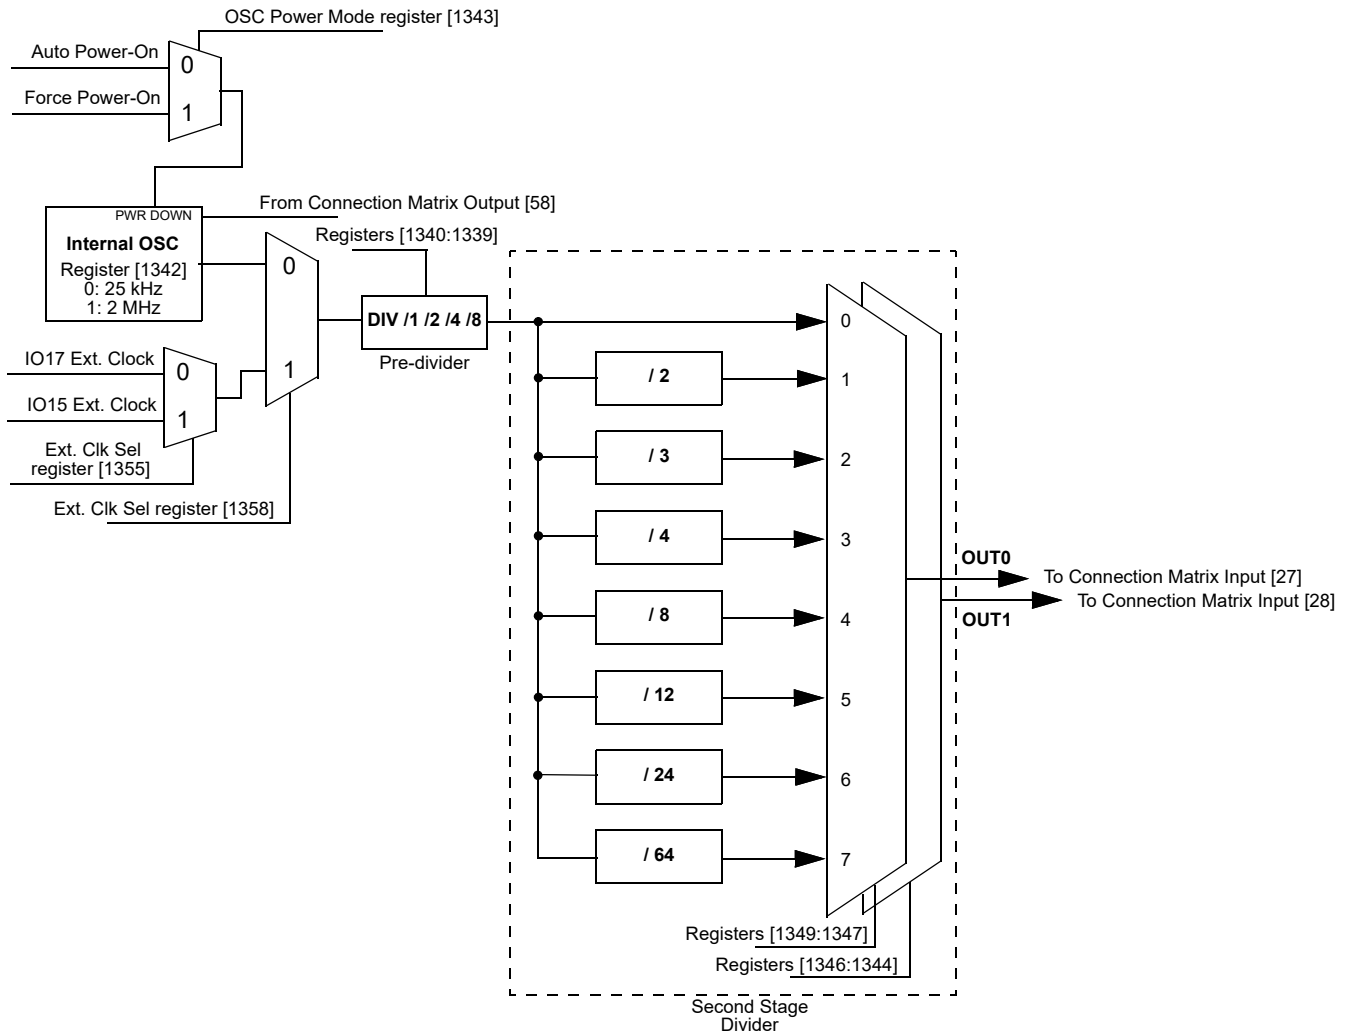 OSC Power Mode register [1343]
Auto Power-On
0
Force Power-On
1
From Connection Matrix Output [58]
PWR DOWN
Internal OSC
Register [1342]
0: 25 kHz
1: 2 MHz
Registers [1340:1339]
0
1
DIV /1 /2 /4 /8
Pre-divider
IO17 Ext. Clock
0
IO15 Ext. Clock
1
Ext. Clk Sel
register [1355]
Ext. Clk Sel register [1358]
0
/ 2
1
/ 3
2
/ 4
3
/ 8
4
/ 12
5
/ 24
6
/ 64
7
OUT0
To Connection Matrix Input [27]
To Connection Matrix Input [28]
OUT1
Registers [1349:1347]
Registers [1346:1344]
Second Stage
Divider